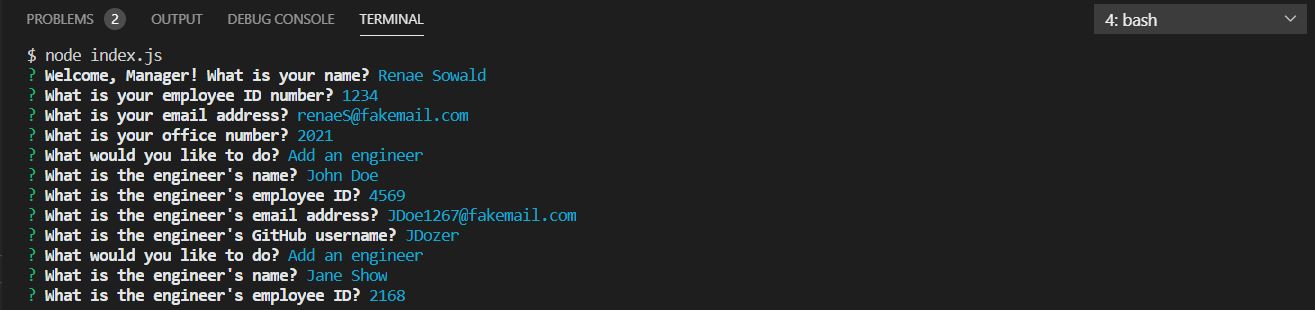 PROBLEMS 2 OUTPUT DEBUG CONSOLE TERMINAL 4: bash
$ node index.js
? Welcome, Manager! What is your name? Renae Sowald
? What is your employee ID number? 1234
? What is your email address? renaeS@fakemail.com
? What is your office number? 2021
? What would you like to do? Add an engineer
? What is the engineer's name? John Doe
? What is the engineer's employee ID? 4569
? What is the engineer's email address? JDoe1267@fakemail.com
? What is the engineer's GitHub username? JDozer
? What would you like to do? Add an engineer
? What is the engineer's name? Jane Show
? What is the engineer's employee ID? 2168